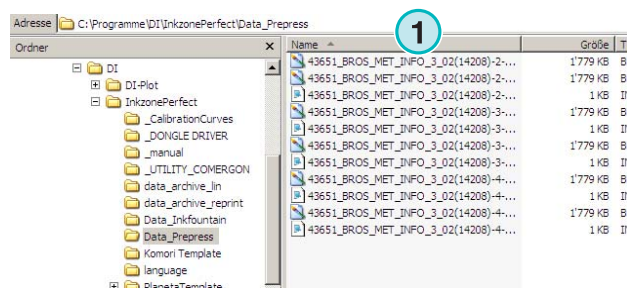 Adresse C:\Programme\DI\InkzonePerfect\Data_Prepress
1
Ordner
Name Größe
DI
DI-Plot
InkzonePerfect
_CalibrationCurves
_DONGLE DRIVER
_manual
_UTILITY_COMERGON
data_archive_lin
data_archive_reprint
Data_Inkfountain
Data_Prepress
Komori Template
language
PlanetaTemplate
43651_BROS_MET_INFO_3_02(14208)-2-... 1'779 KB B
43651_BROS_MET_INFO_3_02(14208)-2-... 1'779 KB B
43651_BROS_MET_INFO_3_02(14208)-2-... 1 KB
43651_BROS_MET_INFO_3_02(14208)-3-... 1'779 KB B
43651_BROS_MET_INFO_3_02(14208)-3-... 1 KB
43651_BROS_MET_INFO_3_02(14208)-3-... 1'779 KB B
43651_BROS_MET_INFO_3_02(14208)-3-... 1 KB
43651_BROS_MET_INFO_3_02(14208)-4-... 1'779 KB B
43651_BROS_MET_INFO_3_02(14208)-4-... 1 KB
43651_BROS_MET_INFO_3_02(14208)-4-... 1'779 KB B
43651_BROS_MET_INFO_3_02(14208)-4-... 1 KB